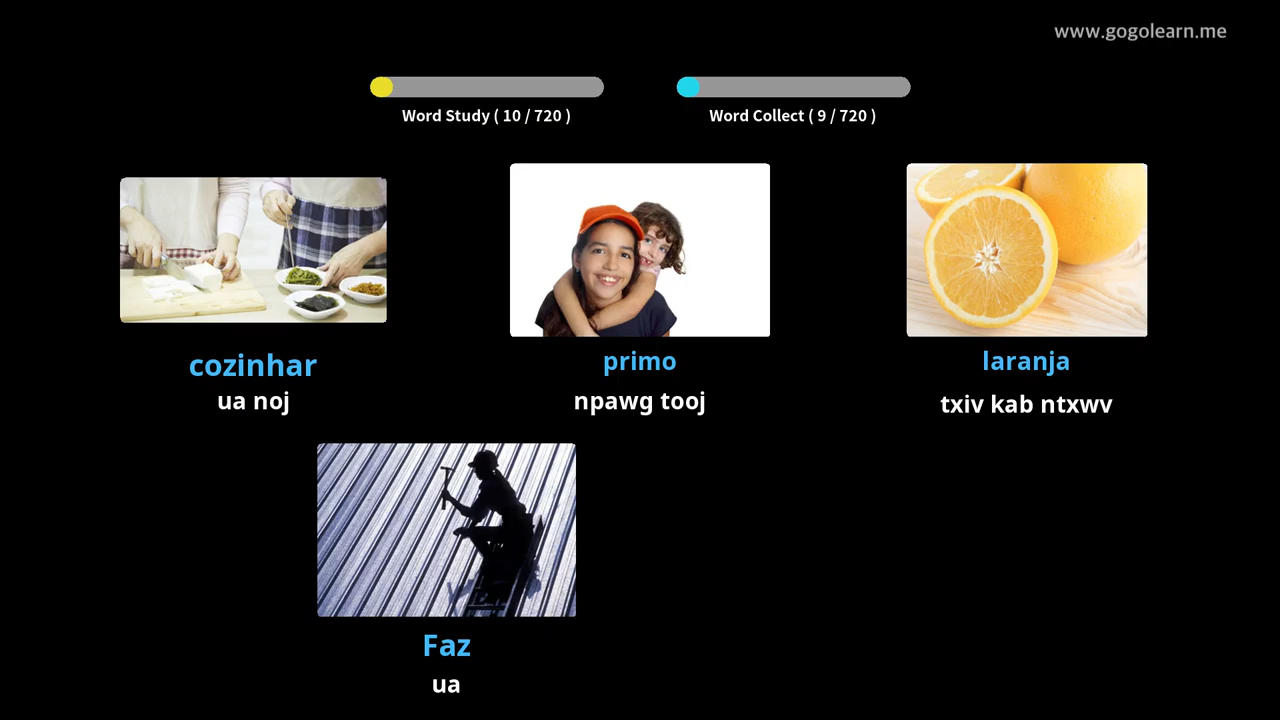 www.gogolearn.me
Word Study ( 10 / 720 )
Word Collect ( 9 / 720 )
cozinhar
ua noj
primo
npawg tooj
laranja
txiv kab ntxwv
Faz
ua